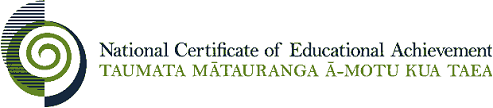 National Certificate of Educational Achievement
TAUMATA MĀTAURANGA Ā-MOTU KUA TAEA